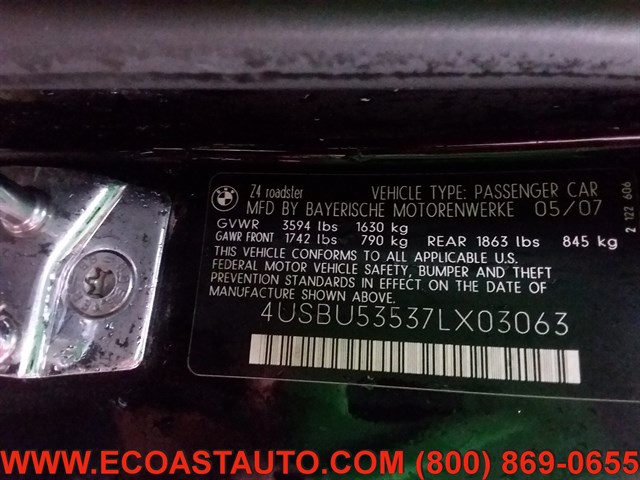 BMW
Z4 roadster VEHICLE TYPE: PASSENGER CAR
MFD BY BAYERISCHE MOTORENWERKE 05/07
GVWR 3594 lbs 1630 kg
GAWR FRONT 1742 lbs 790 kg REAR 1863 lbs 845 kg
THIS VEHICLE CONFORMS TO ALL APPLICABLE U.S.
FEDERAL MOTOR VEHICLE SAFETY, BUMPER AND THEFT
PREVENTION STANDARDS IN EFFECT ON THE DATE OF
MANUFACTURE SHOWN ABOVE.
4USBU53537LX03063
2 122 606
WWW.ECOASTAUTO.COM (800) 869-0655